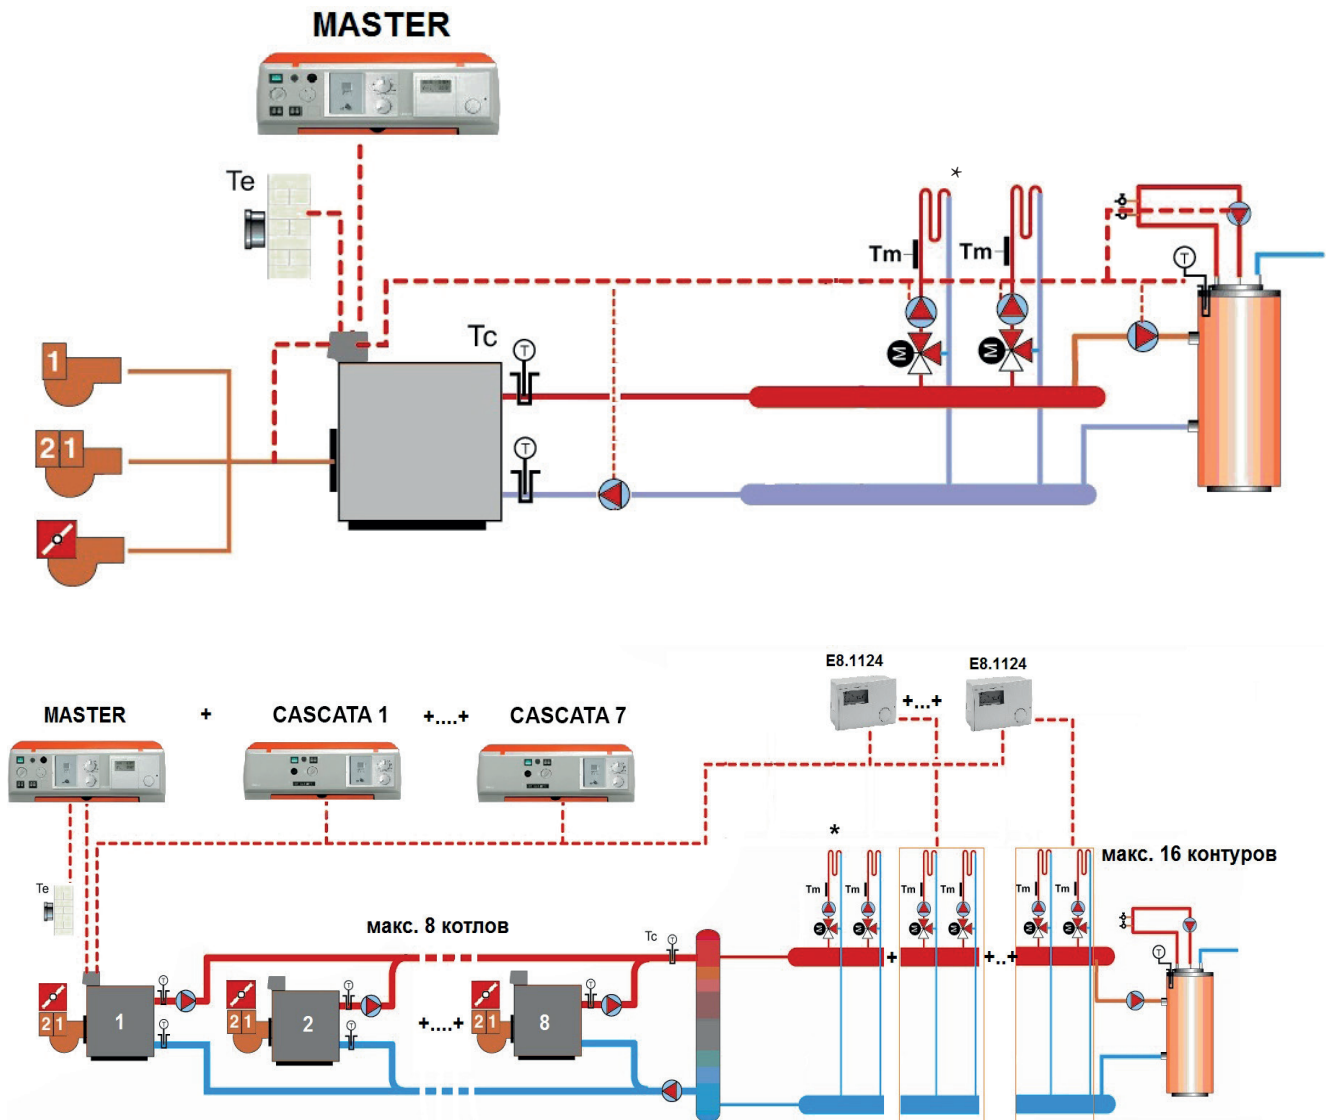 MASTER
Te
*
Tm
Tm
T
Tc
T
M
M
1
2 1
T
E8.1124
E8.1124
+...+
MASTER + CASCATA 1 +....+ CASCATA 7
*
макс. 16 контуров
Te
Tm
Tm
Tm
Tm
Tm
Tm
макс. 8 котлов
M
M
M
Tc
T
T
+
+..+
T
T
T
2 1
1
2 1
2
+....+
2 1
8
T
T